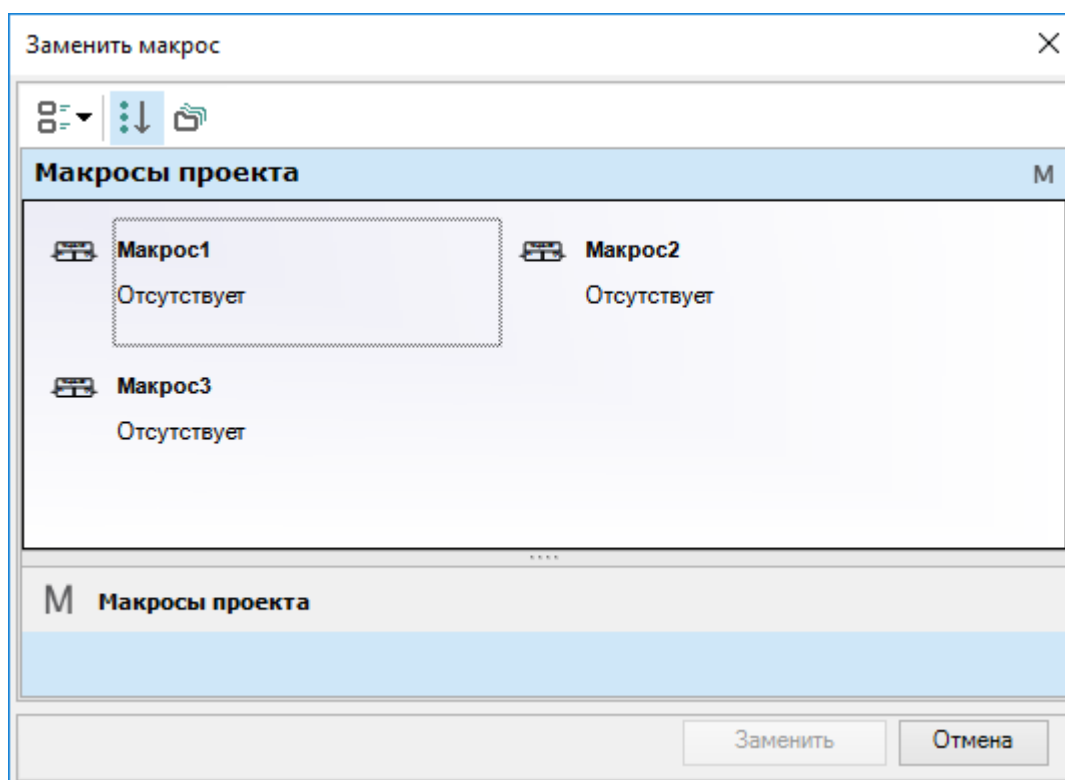 Заменить макрос
Макросы проекта M
Макрос1 Макрос2
Отсутствует Отсутствует
Макрос3
Отсутствует
M Макросы проекта
Заменить Отмена